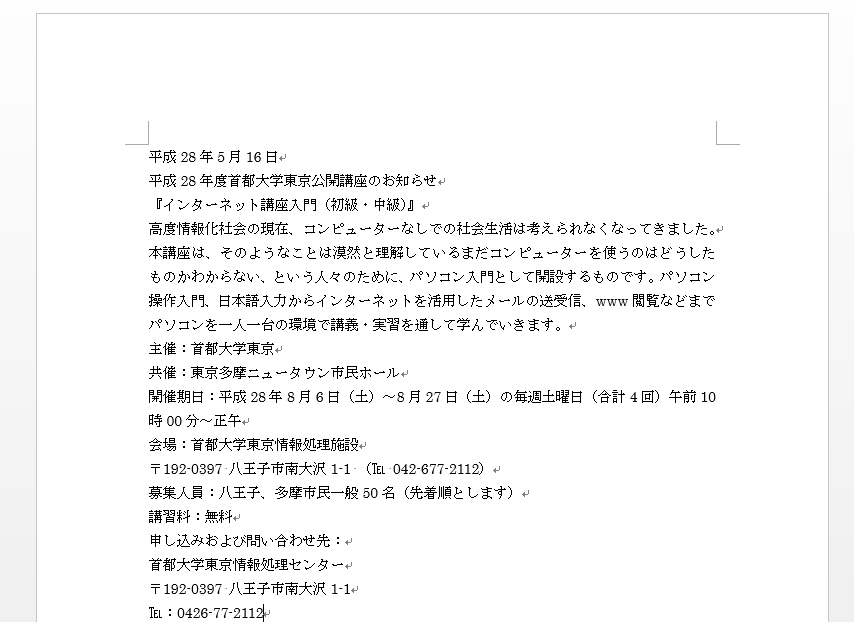 平成 28 年 5 月 16 日
平成 28 年度首都大学東京公開講座のお知らせ
『インターネット講座入門（初級・中級）』
高度情報化社会の現在、コンピューターなしでの社会生活は考えられなくなってきました。
本講座は、そのようなことは漠然と理解しているまだコンピューターを使うのはどうした
ものかわからない、という人々のために、パソコン入門として開設するものです。パソコン
操作入門、日本語入力からインターネットを活用したメールの送受信、www 閲覧などまで
パソコンを一人一台の環境で講義・実習を通して学んでいきます。
主催：首都大学東京
共催：東京多摩ニュータウン市民ホール
開催期日：平成 28 年 8 月 6 日（土）～8 月 27 日（土）の毎週土曜日（合計 4 回）午前 10
時 00 分～正午
会場：首都大学東京情報処理施設
〒192-0397 八王子市南大沢 1-1 （℡ 042-677-2112）
募集人員：八王子、多摩市民一般 50 名（先着順とします）
講習料：無料
申し込みおよび問い合わせ先：
首都大学東京情報処理センター
〒192-0397 八王子市南大沢 1-1
℡：0426-77-2112